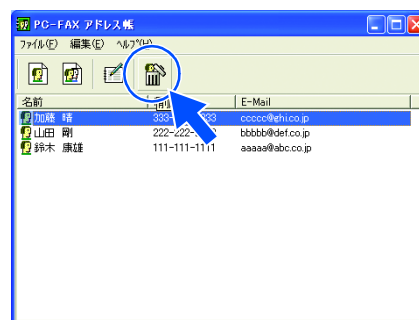 PC-FAX アドレス帳
ファイル(F) 編集(E) ヘルプ(H)
名前 E-Mail
加藤 晴 333- 333 ccccc@ghi.co.jp
山田 剛 222-222- bbbbb@def.co.jp
鈴木 康雄 111-111-1111 aaaaa@abc.co.jp